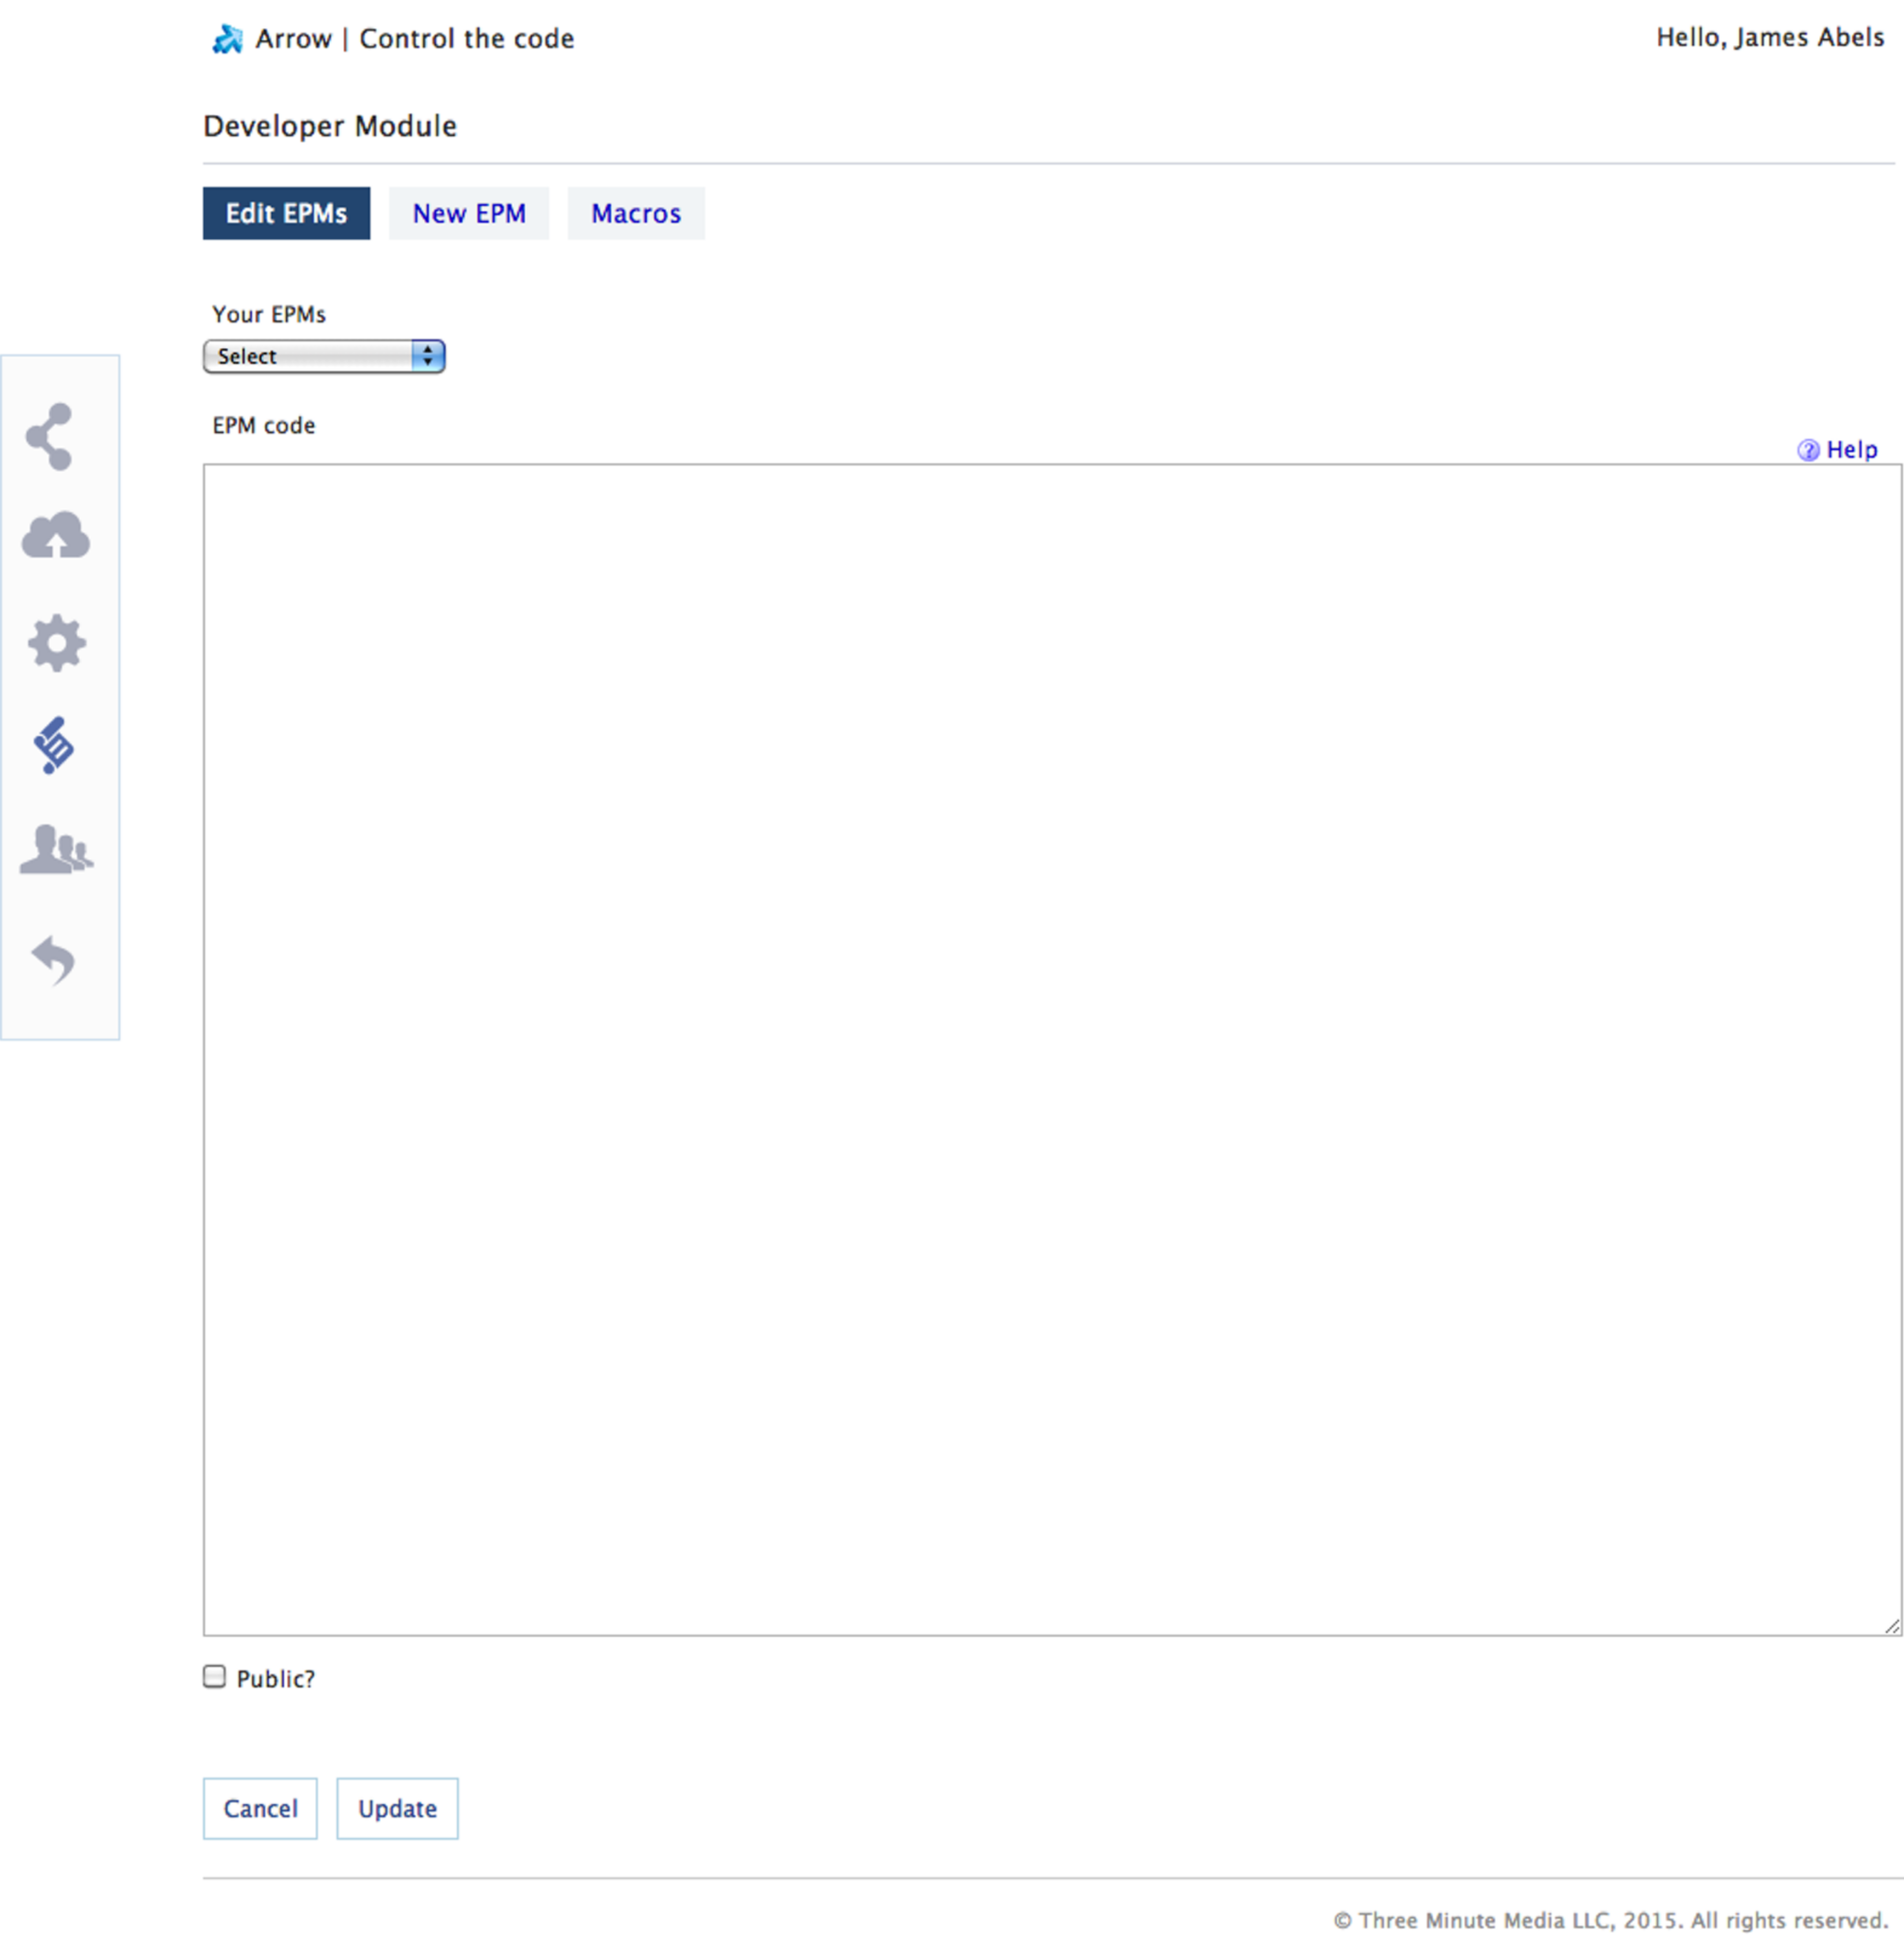 Arrow | Control the code
Hello, James Abels
Developer Module
Edit EPMs
New EPM
Macros
Your EPMs
Select
EPM code
? Help
Public?
Cancel
Update
© Three Minute Media LLC, 2015. All rights reserved.